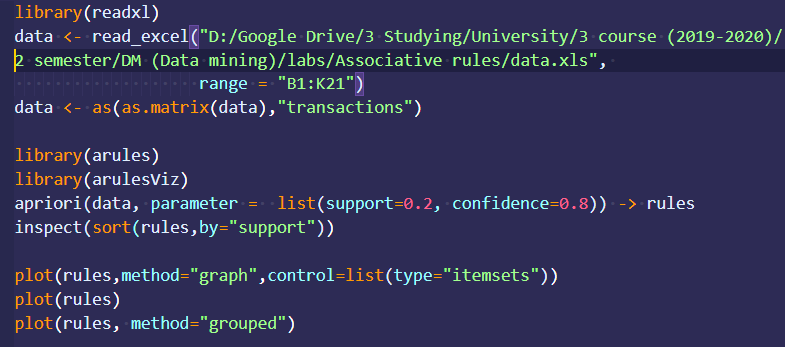 library(readxl)
data <- read_excel("D:/Google Drive/3 Studying/University/3 course (2019-2020)/
2 semester/DM (Data mining)/labs/Associative rules/data.xls",
range = "B1:K21")
data <- as(as.matrix(data),"transactions")
library(arules)
library(arulesViz)
apriori(data, parameter =  list(support=0.2, confidence=0.8)) -> rules
inspect(sort(rules,by="support"))
plot(rules,method="graph",control=list(type="itemsets"))
plot(rules)
plot(rules, method="grouped")